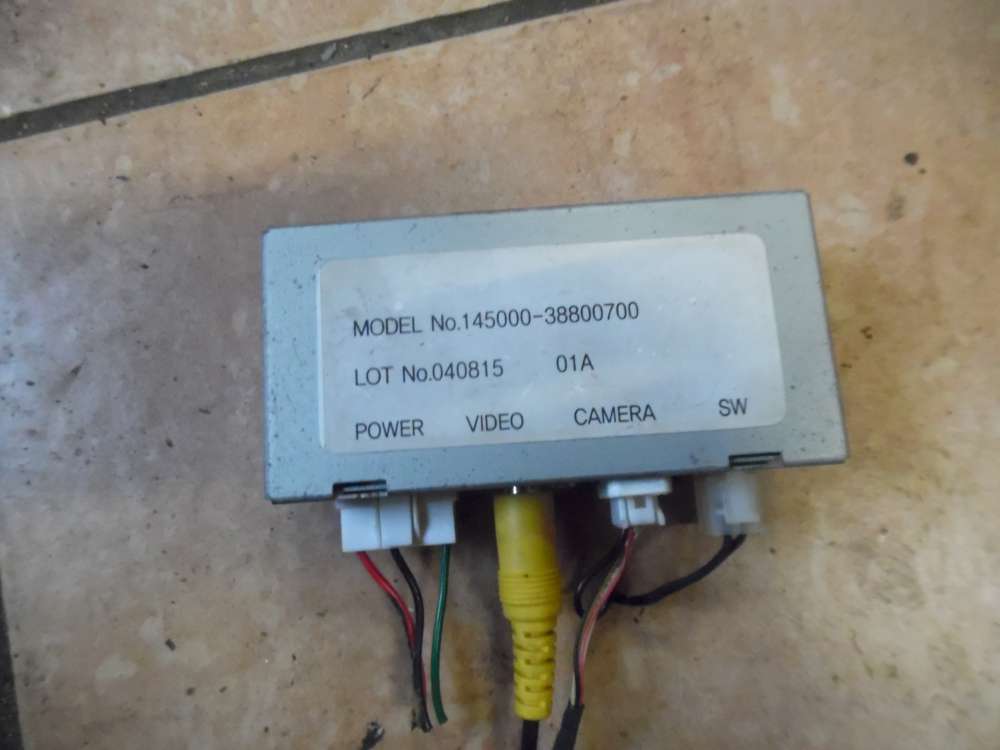 MODEL No.145000-38800700
LOT No.040815 01A
POWER VIDEO CAMERA SW